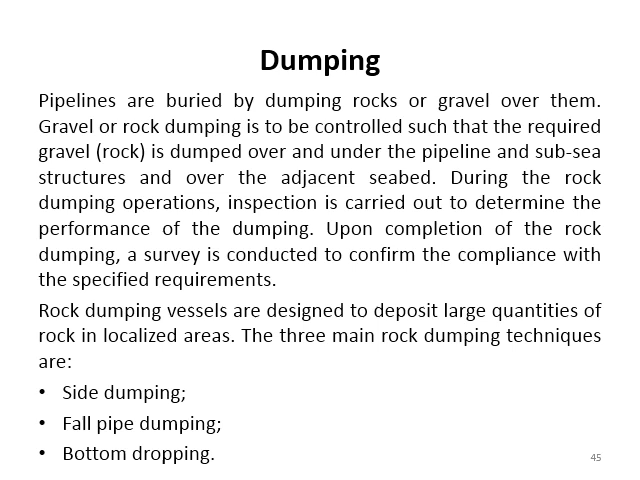 Dumping
Pipelines are buried by dumping rocks or gravel over them.
Gravel or rock dumping is to be controlled such that the required
gravel (rock) is dumped over and under the pipeline and sub-sea
structures and over the adjacent seabed. During the rock
dumping operations, inspection is carried out to determine the
performance of the dumping. Upon completion of the rock
dumping, a survey is conducted to confirm the compliance with
the specified requirements.
Rock dumping vessels are designed to deposit large quantities of
rock in localized areas. The three main rock dumping techniques
are:
• Side dumping;
• Fall pipe dumping;
• Bottom dropping.
45